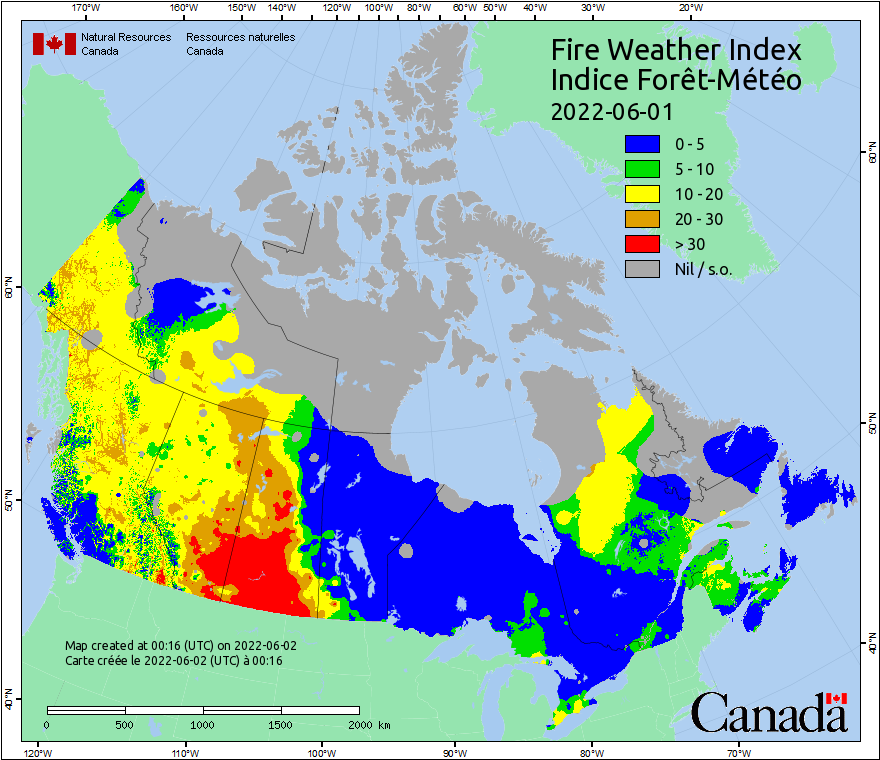 170°W 160°W 150°W 140°W 130°W 120°W 110°W 100°W 90°W 80°W 70°W 60°W 50°W 40°W 30°W 20°W
Natural Resources Canada
Ressources naturelles Canada
Fire Weather Index
Indice Forêt-Météo
2022-06-01
0 - 5
5 - 10
10 - 20
20 - 30
> 30
Nil / s.o.
60°N
50°N
40°N
60°N
50°N
40°N
Map created at 00:16 (UTC) on 2022-06-02
Carte créée le 2022-06-02 (UTC) à 00:16
0 500 1000 1500 2000 km
Canada
120°W 110°W 100°W 90°W 80°W 70°W